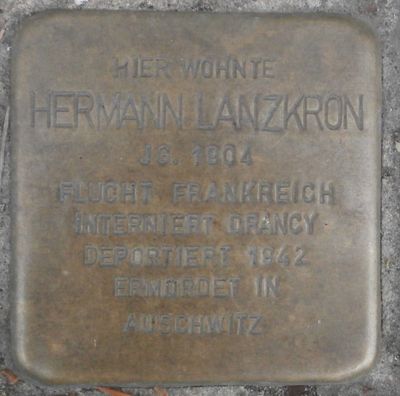 HIER WOHNTE
HERMANN LANZKRON
JG. 1904
FLUCHT FRANKREICH
INTERNIERT DRANCY
DEPORTIERT 1942
ERMORDET IN
AUSCHWITZ